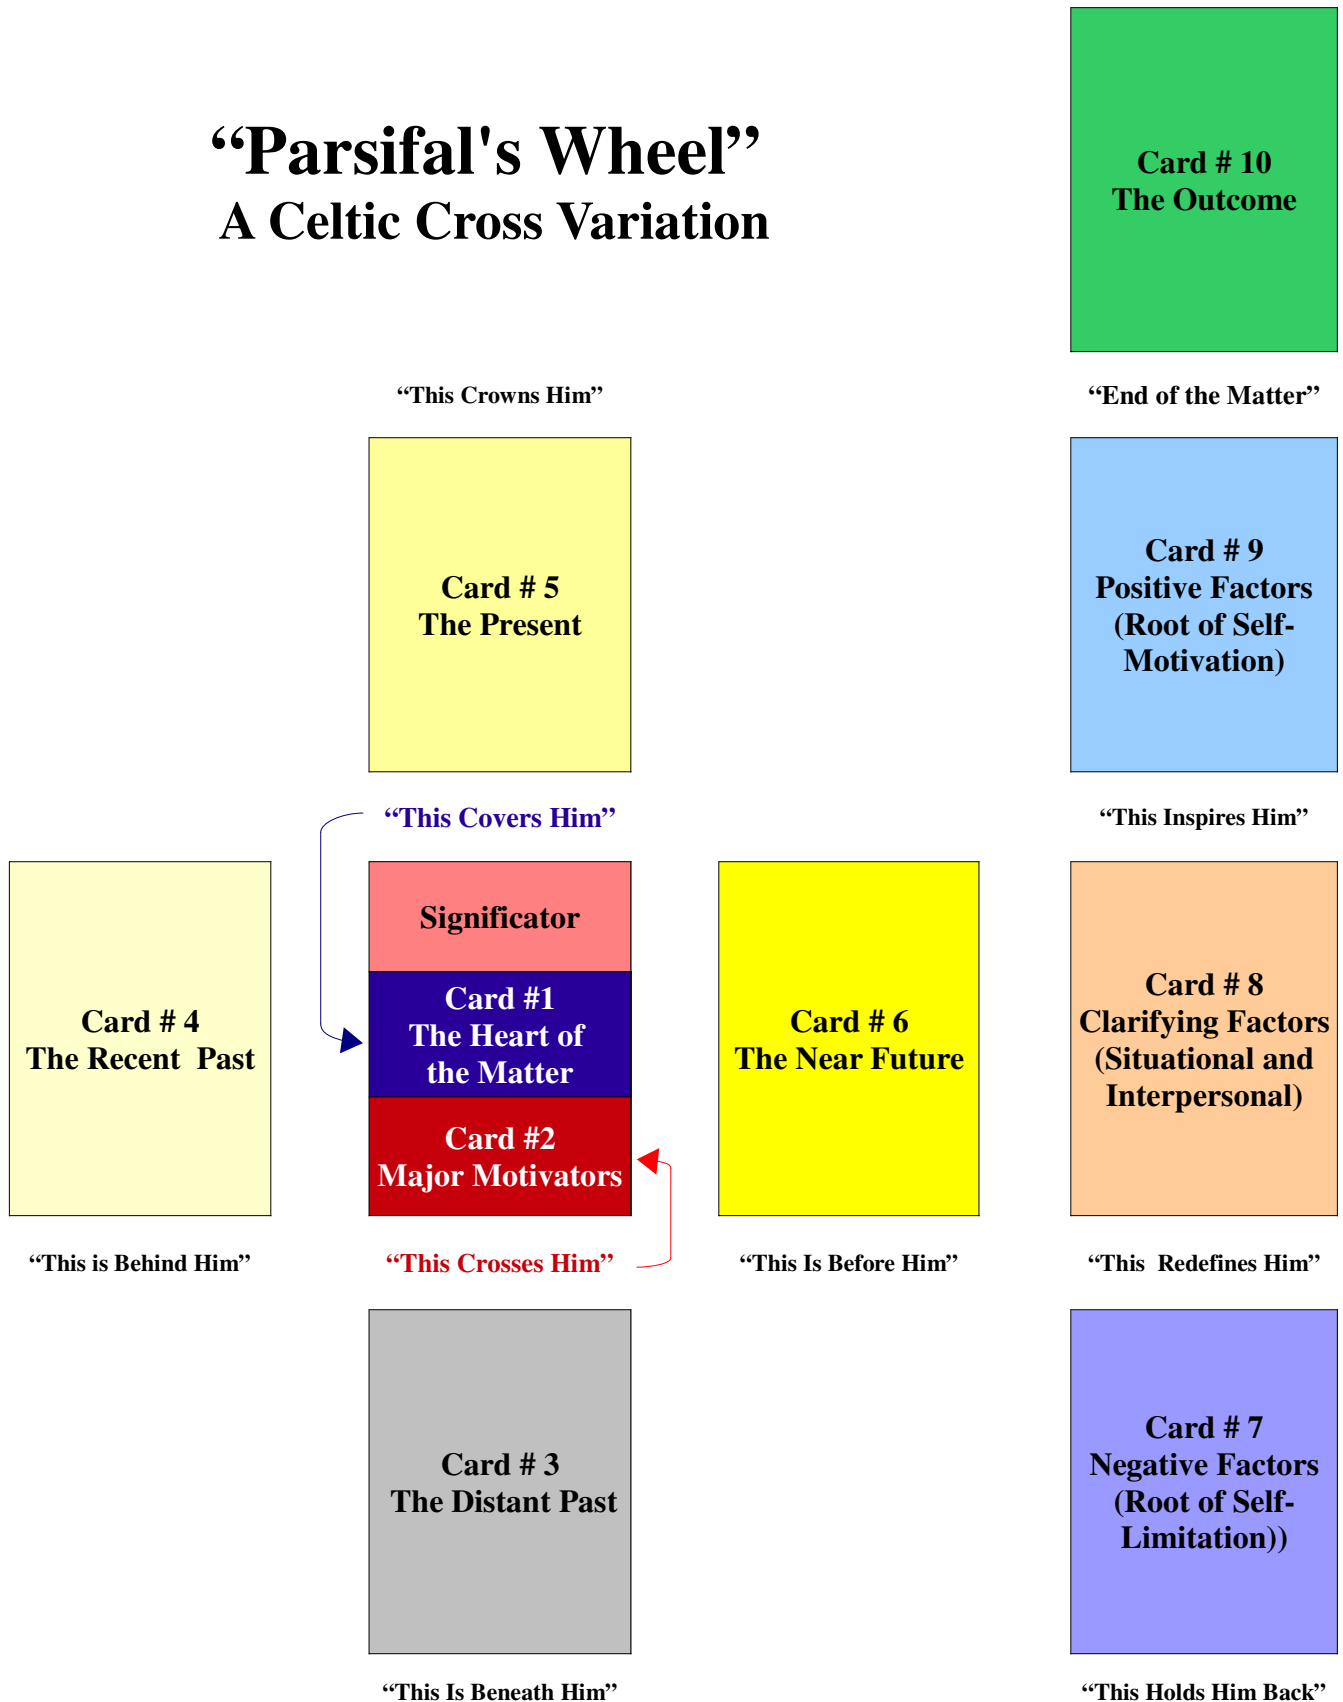 “Parsifal's Wheel”
A Celtic Cross Variation
Card # 10
The Outcome
“This Crowns Him”
“End of the Matter”
Card # 5
The Present
Card # 9
Positive Factors
(Root of Self-
Motivation)
“This Covers Him”
“This Inspires Him”
Card # 4
The Recent  Past
Significator
Card #1
The Heart of
the Matter
Card #2
Major Motivators
Card # 6
The Near Future
Card # 8
Clarifying Factors
(Situational and
Interpersonal)
“This is Behind Him”
“This Crosses Him”
“This Is Before Him”
“This  Redefines Him”
Card # 3
The Distant Past
Card # 7
Negative Factors
(Root of Self-
Limitation))
“This Is Beneath Him”
“This Holds Him Back”